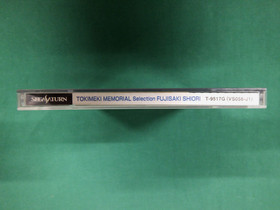 SEGA SATURN TOKIMEKI MEMORIAL Selection FUJISAKI SHIORI T-9517G